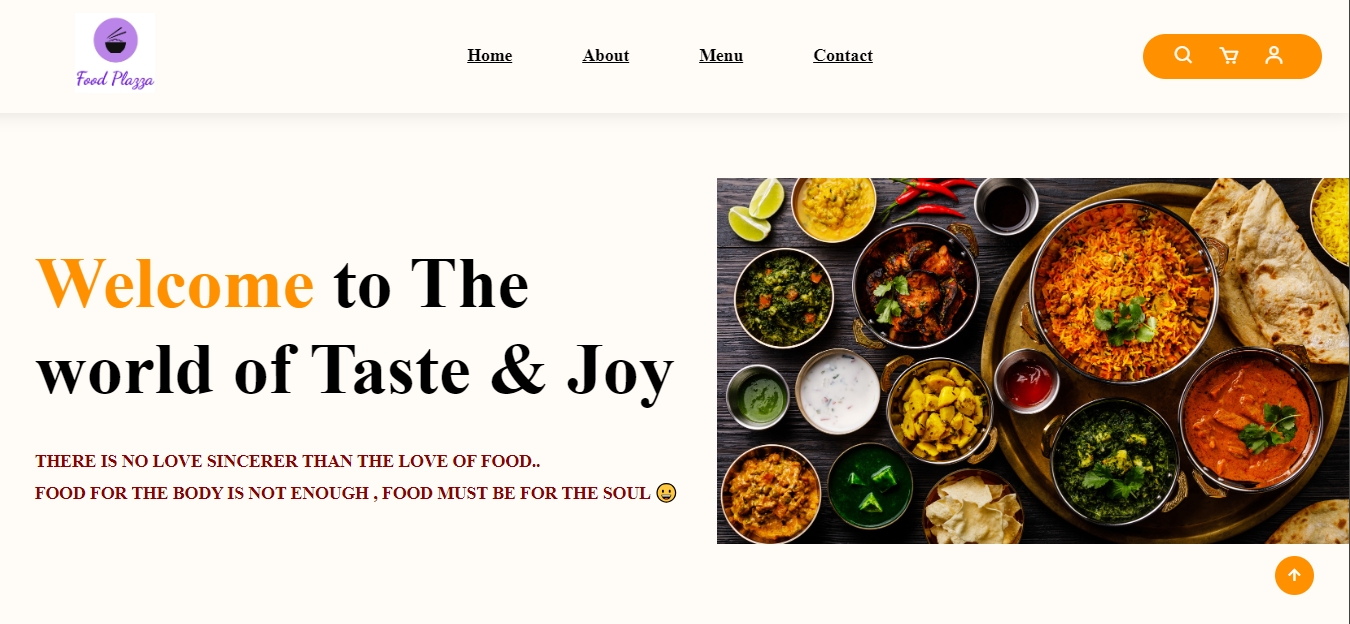 Food Plazza
Home About Menu Contact
Welcome to The
world of Taste & Joy
THERE IS NO LOVE SINCERER THAN THE LOVE OF FOOD..
FOOD FOR THE BODY IS NOT ENOUGH , FOOD MUST BE FOR THE SOUL 😀